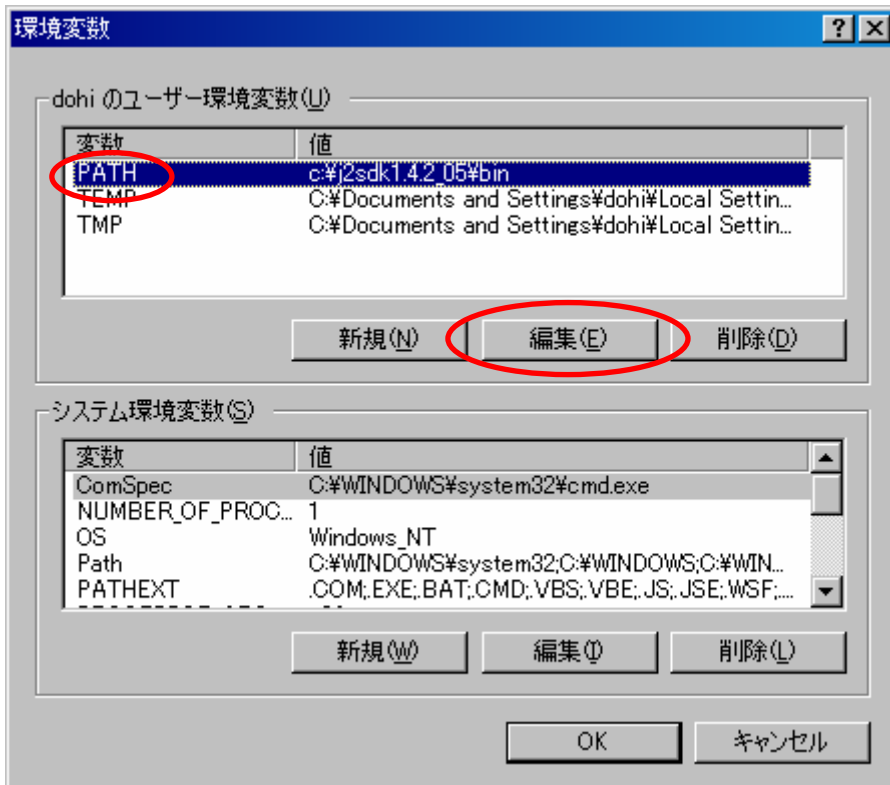 環境変数
dohi のユーザー環境変数(U)
変数 値
PATH c:¥j2sdk1.4.2_05¥bin
TEMP C:¥Documents and Settings¥dohi¥Local Settin...
TMP C:¥Documents and Settings¥dohi¥Local Settin...
新規(N) 編集(E) 削除(D)
システム環境変数(S)
変数 値
ComSpec C:¥WINDOWS¥system32¥cmd.exe
NUMBER_OF_PROC... 1
OS Windows_NT
Path C:¥WINDOWS¥system32;C:¥WINDOWS;C:¥WIN...
PATHEXT .COM;.EXE;.BAT;.CMD;.VBS;.VBE;.JS;.JSE;.WSF;...
新規(W) 編集(I) 削除(L)
OK キャンセル